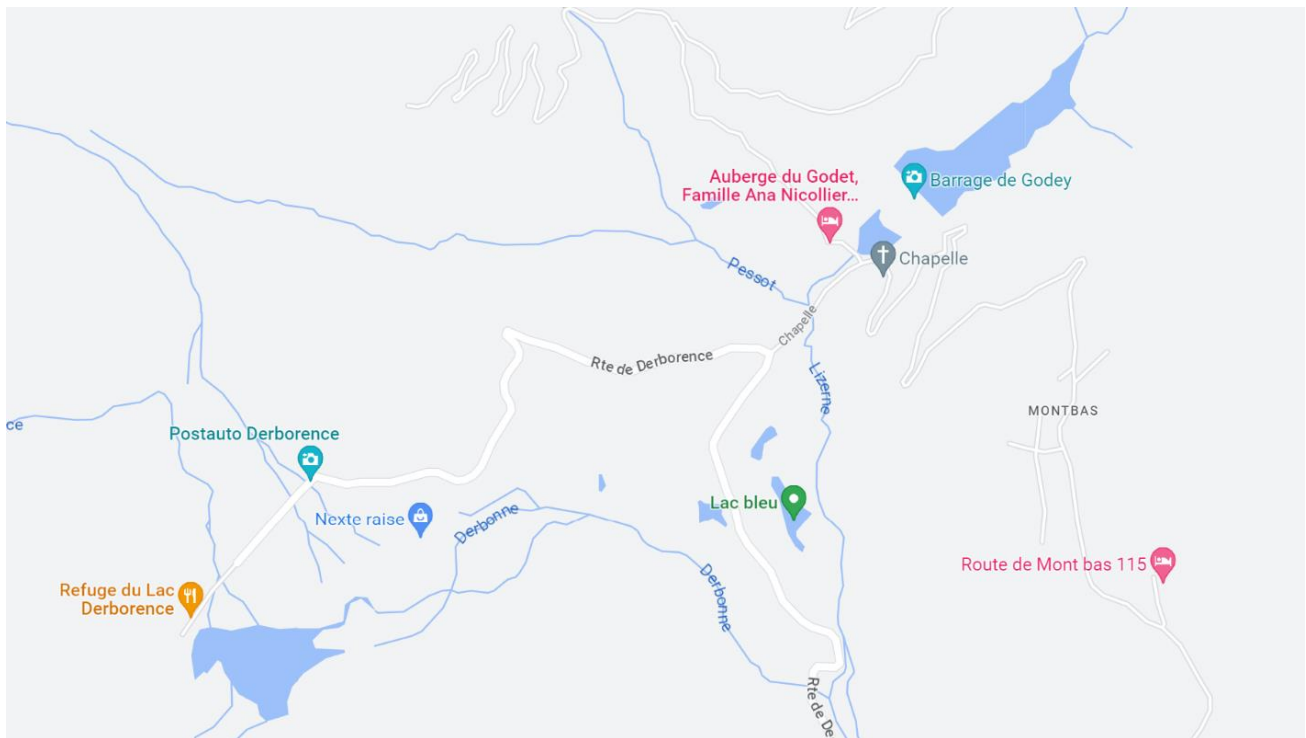 Auberge du Godet,
Famille Ana Nicollier...
Barrage de Godey
Chapelle
Pessot
Chapelle
Rte de Derborence
Lizerne
MONTBAS
ce
Postauto Derborence
Lac bleu
Nexte raise
Derbonne
Route de Mont bas 115
Derbonne
Refuge du Lac
Derborence
Rte de De